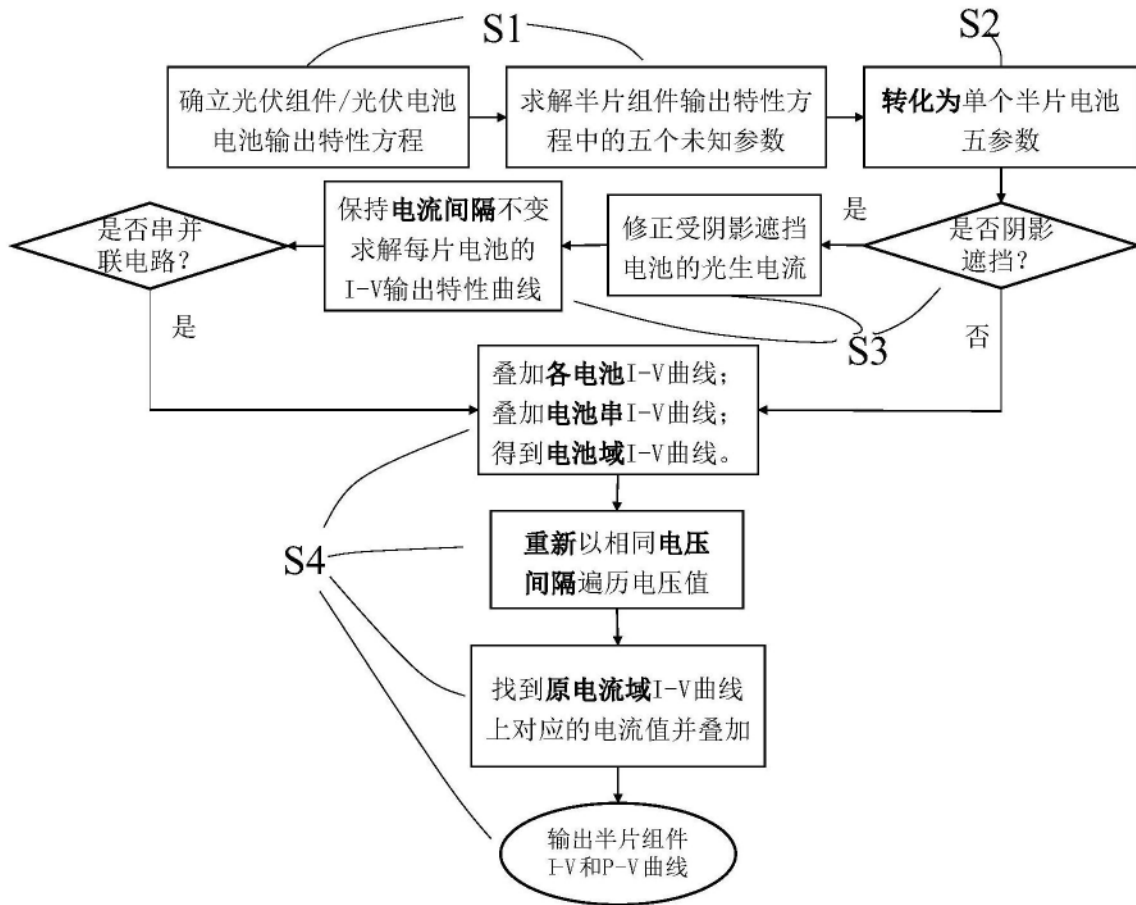 S1
S2
确立光伏组件/光伏电池
电池输出特性方程
求解半片组件输出特性方
程中的五个未知参数
转化为单个半片电池
五参数
是否串并
联电路?
保持电流间隔不变
求解每片电池的
I-V输出特性曲线
修正受阴影遮挡
电池的光生电流
是
是否阴影
遮挡?
是
S3
否
叠加各电池I-V曲线;
叠加电池串I-V曲线;
得到电池域I-V曲线。
S4
重新以相同电压
间隔遍历电压值
找到原电流域I-V曲线
上对应的电流值并叠加
输出半片组件
I-V和P-V曲线